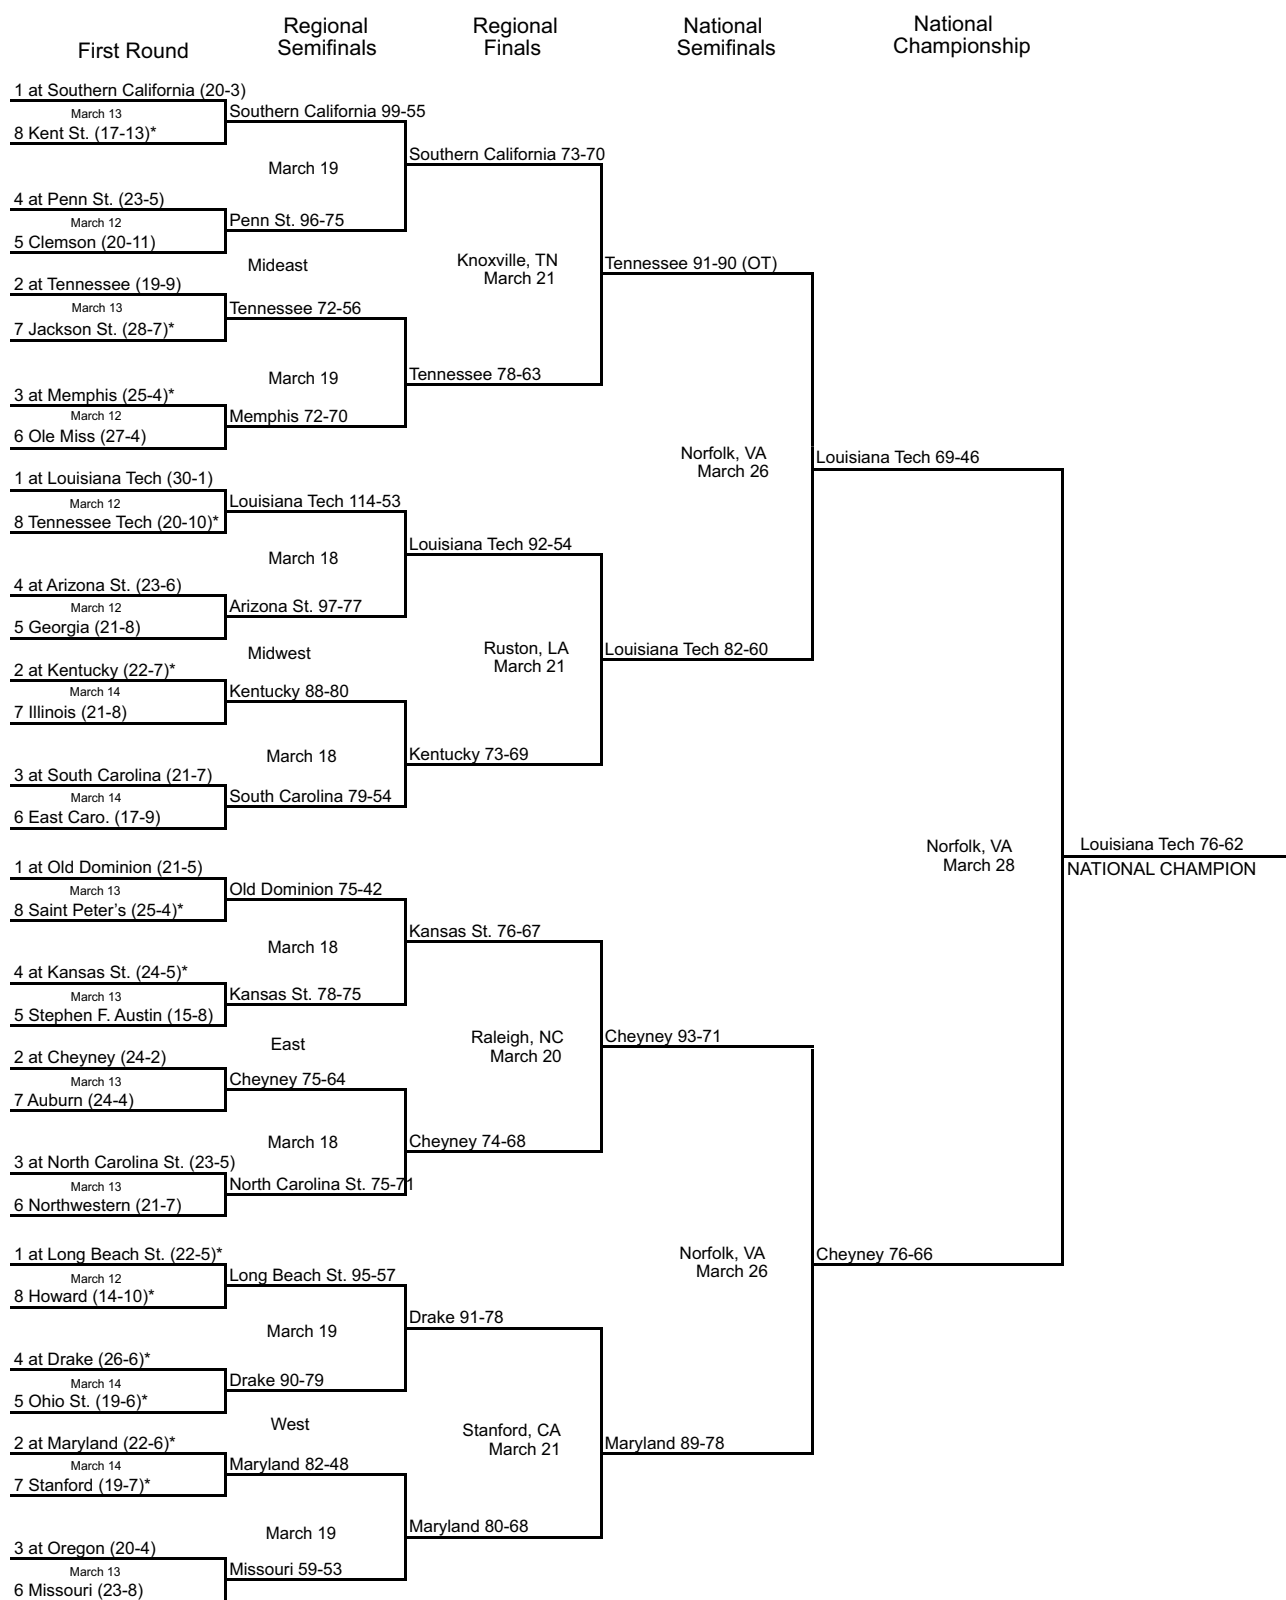 First Round
Regional
Semifinals
Regional
Finals
National
Semifinals
National
Championship
1 at Southern California (20-3)
March 13
8 Kent St. (17-13)*
Southern California 99-55
March 19
4 at Penn St. (23-5)
March 12
5 Clemson (20-11)
Penn St. 96-75
Southern California 73-70
Mideast
2 at Tennessee (19-9)
March 13
7 Jackson St. (28-7)*
Tennessee 72-56
March 19
3 at Memphis (25-4)*
March 12
6 Ole Miss (27-4)
Memphis 72-70
Tennessee 78-63
Knoxville, TN
March 21
Tennessee 91-90 (OT)
1 at Louisiana Tech (30-1)
March 12
8 Tennessee Tech (20-10)*
Louisiana Tech 114-53
March 18
4 at Arizona St. (23-6)
March 12
5 Georgia (21-8)
Arizona St. 97-77
Louisiana Tech 92-54
Midwest
2 at Kentucky (22-7)*
March 14
7 Illinois (21-8)
Kentucky 88-80
March 18
3 at South Carolina (21-7)
March 14
6 East Caro. (17-9)
South Carolina 79-54
Kentucky 73-69
Ruston, LA
March 21
Louisiana Tech 82-60
Norfolk, VA
March 26
Louisiana Tech 69-46
1 at Old Dominion (21-5)
March 13
8 Saint Peter’s (25-4)*
Old Dominion 75-42
March 18
4 at Kansas St. (24-5)*
March 13
5 Stephen F. Austin (15-8)
Kansas St. 78-75
Kansas St. 76-67
East
2 at Cheyney (24-2)
March 13
7 Auburn (24-4)
Cheyney 75-64
March 18
3 at North Carolina St. (23-5)
March 13
6 Northwestern (21-7)
North Carolina St. 75-71
Cheyney 74-68
Raleigh, NC
March 20
Cheyney 93-71
1 at Long Beach St. (22-5)*
March 12
8 Howard (14-10)*
Long Beach St. 95-57
March 19
4 at Drake (26-6)*
March 14
5 Ohio St. (19-6)*
Drake 90-79
Drake 91-78
West
2 at Maryland (22-6)*
March 14
7 Stanford (19-7)*
Maryland 82-48
March 19
3 at Oregon (20-4)
March 13
6 Missouri (23-8)
Missouri 59-53
Maryland 80-68
Stanford, CA
March 21
Maryland 89-78
Norfolk, VA
March 26
Cheyney 76-66
Norfolk, VA
March 28
Louisiana Tech 76-62
NATIONAL CHAMPION